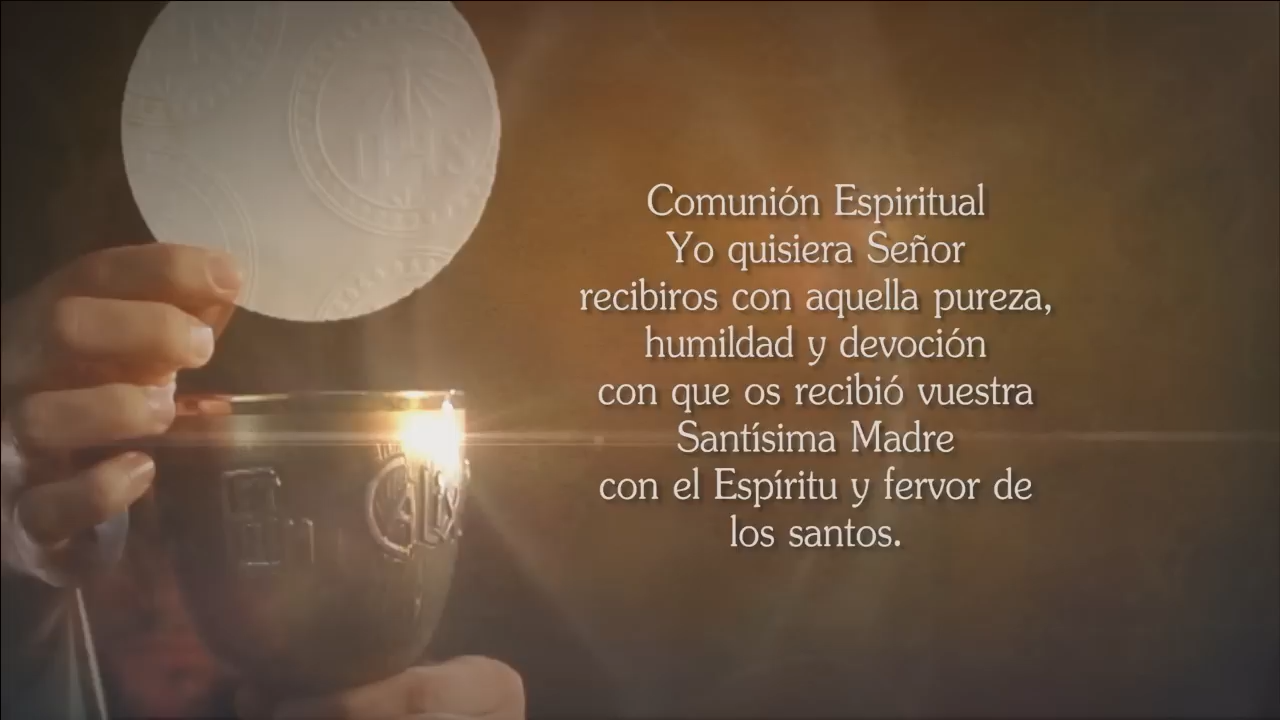 IHS
Comunión Espiritual
Yo quisiera Señor
recibiros con aquella pureza,
humildad y devoción
con que os recibió vuestra
Santísima Madre
con el Espíritu y fervor de
los santos.